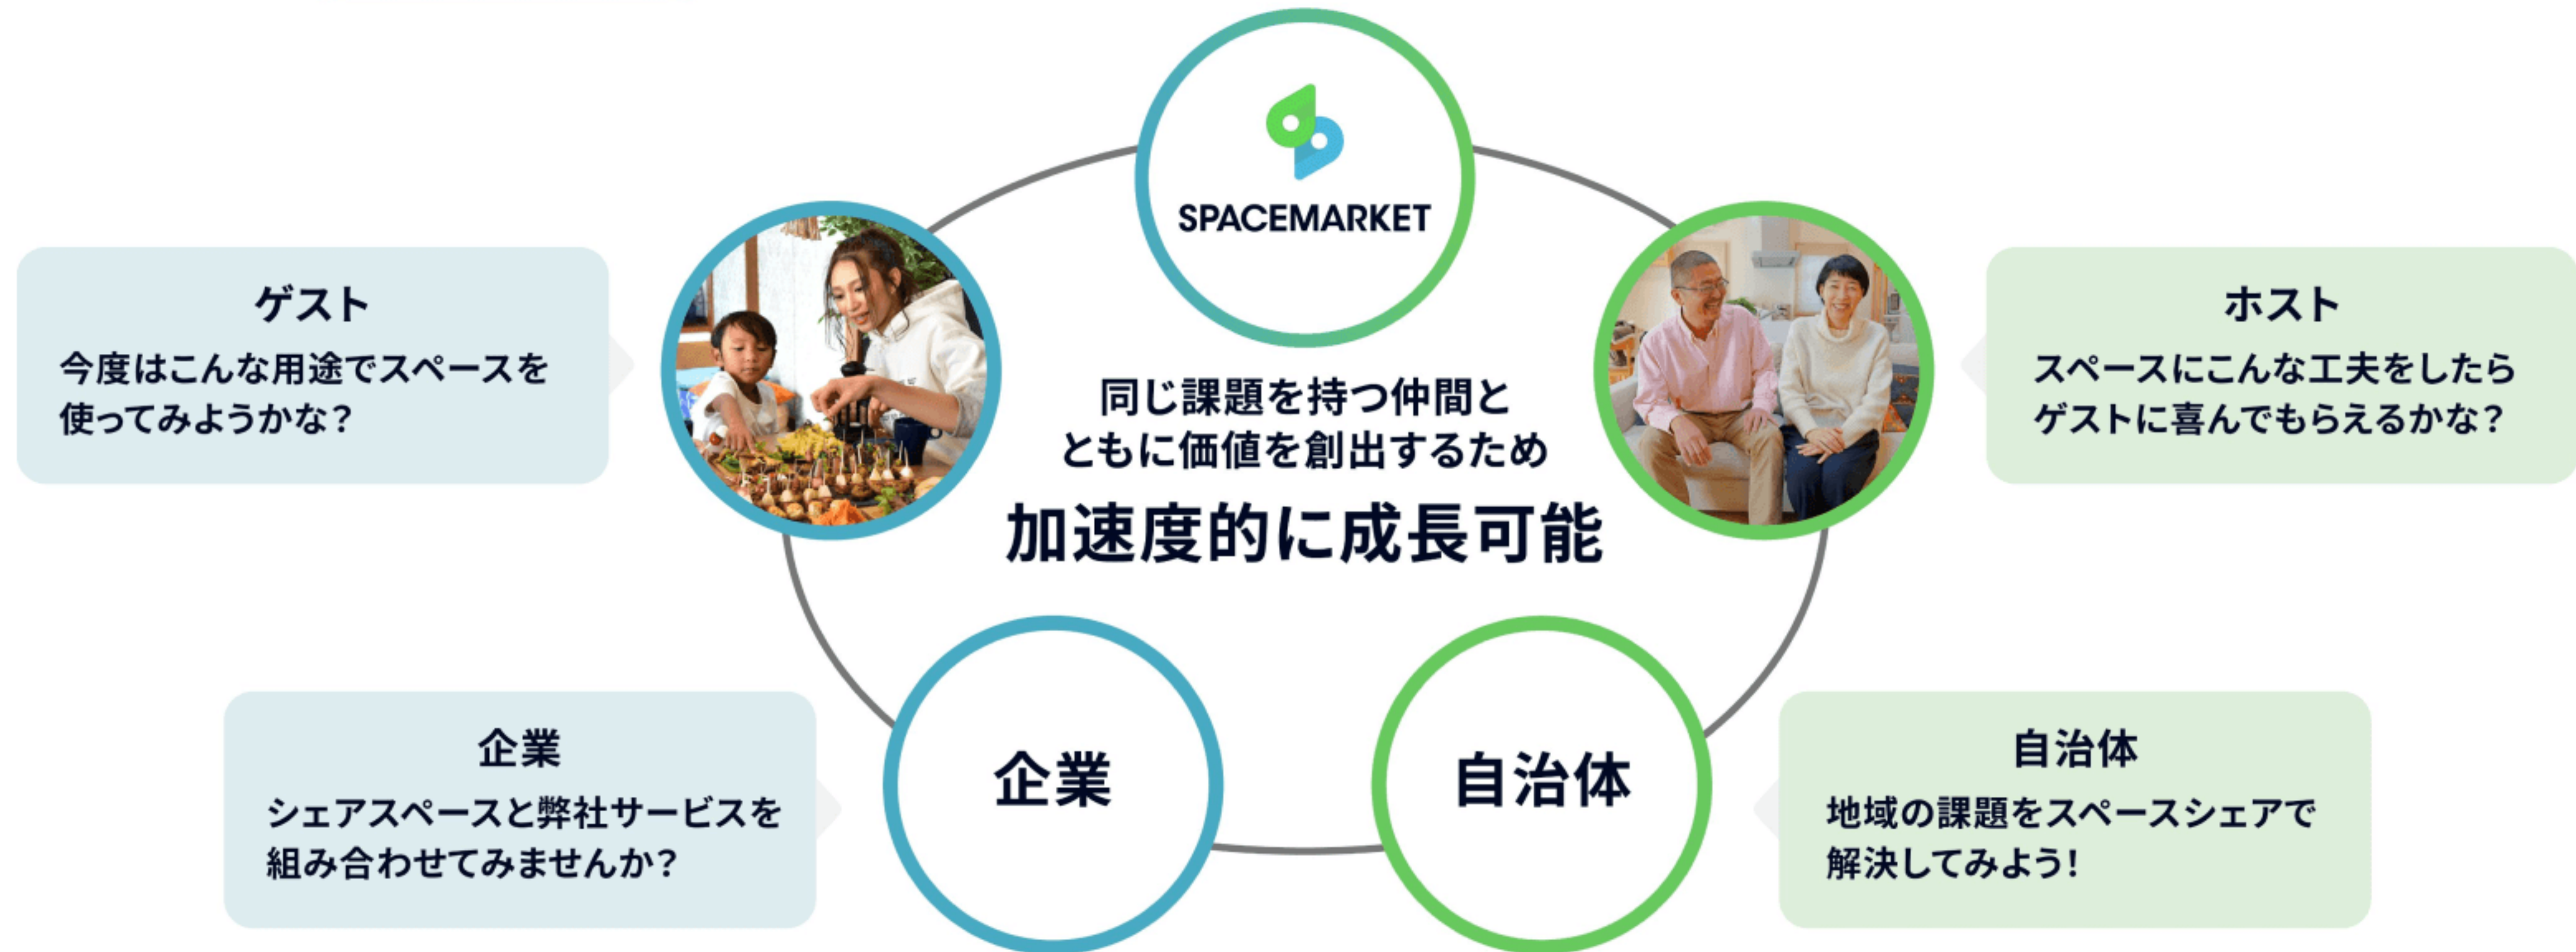 SPACEMARKET
ゲスト
今度はこんな用途でスペースを
使ってみようかな？
ホスト
スペースにこんな工夫をしたら
ゲストに喜んでもらえるかな？
同じ課題を持つ仲間と
ともに価値を創出するため
加速度的に成長可能
企業
シェアスペースと弊社サービスを
組み合わせてみませんか？
企業
自治体
自治体
地域の課題をスペースシェアで
解決してみよう！